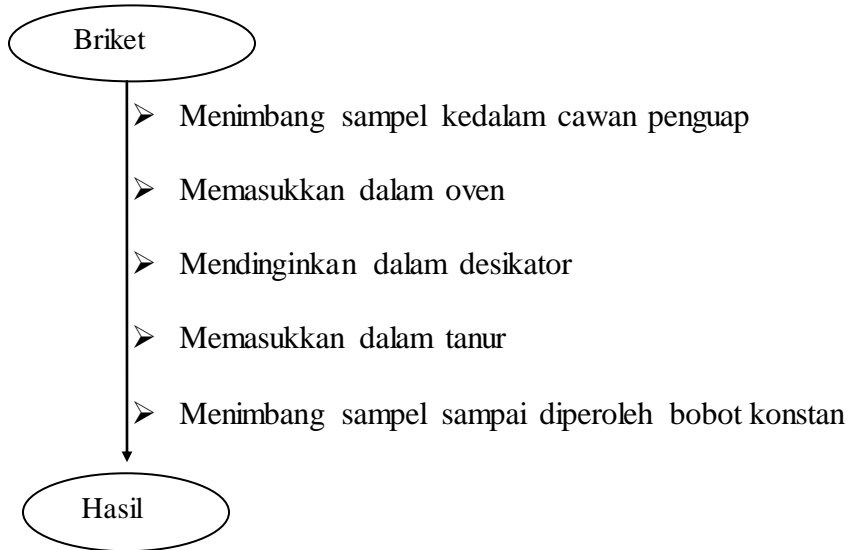 Briket
➢ Menimbang sampel kedalam cawan penguap
➢ Memasukkan dalam oven
➢ Mendinginkan dalam desikator
➢ Memasukkan dalam tanur
➢ Menimbang sampel sampai diperoleh bobot konstan
Hasil